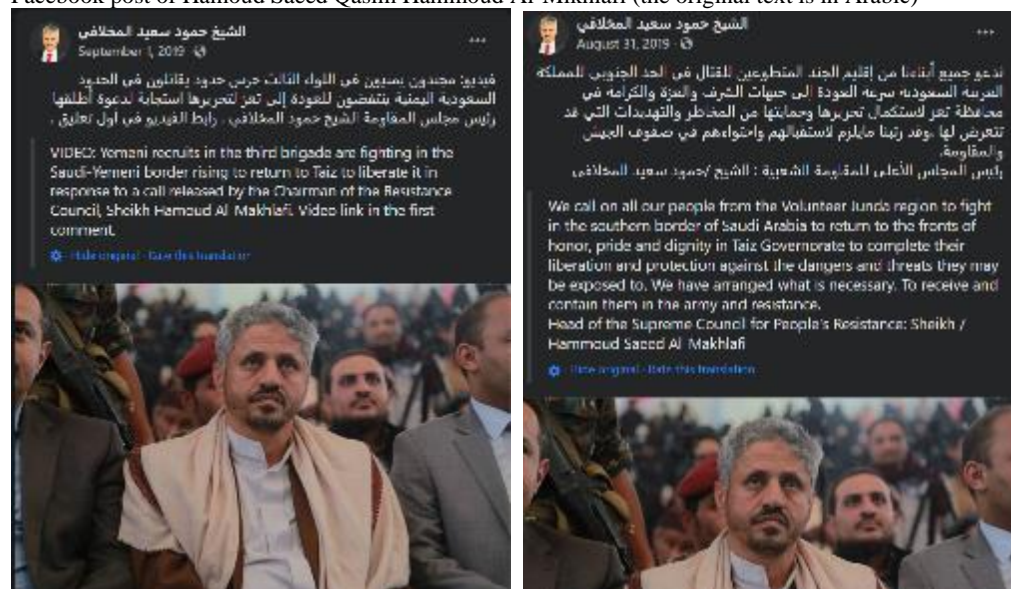 Facebook post of Hamoud Saeed Qasim Hammoud Al-Mikhlafi (the original text is in Arabic)
الشيخ حمود سعيد المخلافي
September 1, 2019
فيديو: مجندون يمنيون في اللواء الثالث حرس حدود يقاتلون في الحدود
السعودية اليمنية ينتفضون للعودة إلى تعز لتحريرها استجابة لدعوة أطلقها
رئيس مجلس المقاومة الشيخ حمود المخلافي . رابط الفيديو في أول تعليق .
VIDEO: Yemeni recruits in the third brigade are fighting in the
Saudi-Yemeni border rising to return to Taiz to liberate it in
response to a call released by the Chairman of the Resistance
Council, Sheikh Hamoud Al Makhlafi. Video link in the first
comment.
Hide original · Rate this translation
الشيخ حمود سعيد المخلافي
August 31, 2019
ندعو جميع أبناءنا من إقليم الجند المتطوعين للقتال في الحد الجنوبي للمملكة
العربية السعودية سرعة العودة إلى جبهات الشرف والعزة والكرامة في
محافظة تعز لاستكمال تحريرها وحمايتها من المخاطر والتهديدات التي قد
تتعرض لها .وقد رتبنا مايلزم لاستقبالهم واحتواءهم في صفوف الجيش
والمقاومة.
رئيس المجلس الأعلى للمقاومة الشعبية : الشيخ /حمود سعيد المخلافي
We call on all our people from the Volunteer Junda region to fight
in the southern border of Saudi Arabia to return to the fronts of
honor, pride and dignity in Taiz Governorate to complete their
liberation and protection against the dangers and threats they may
be exposed to. We have arranged what is necessary. To receive and
contain them in the army and resistance.
Head of the Supreme Council for People's Resistance: Sheikh /
Hammoud Saeed Al Makhlafi
Hide original · Rate this translation